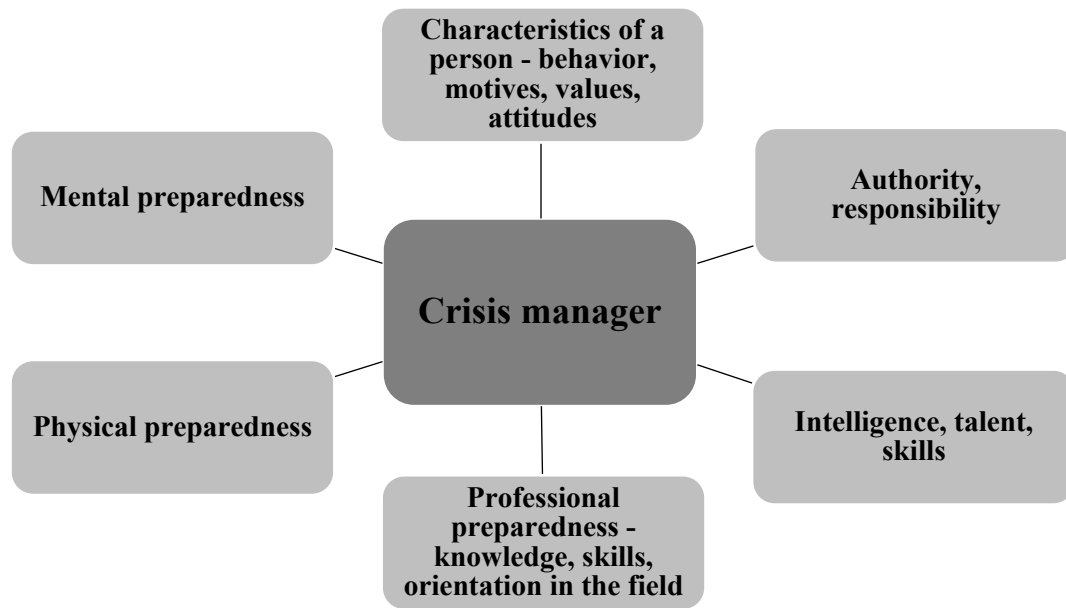 Characteristics of a
person - behavior,
motives, values,
attitudes
Mental preparedness
Authority,
responsibility
Crisis manager
Physical preparedness
Intelligence, talent,
skills
Professional
preparedness -
knowledge, skills,
orientation in the field